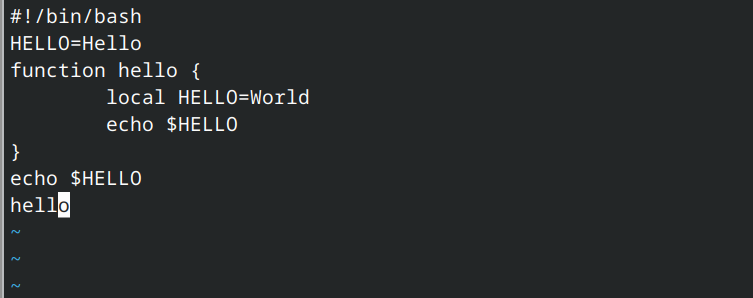 #!/bin/bash
HELLO=Hello
function hello {
        local HELLO=World
        echo $HELLO
}
echo $HELLO
hello
~
~
~